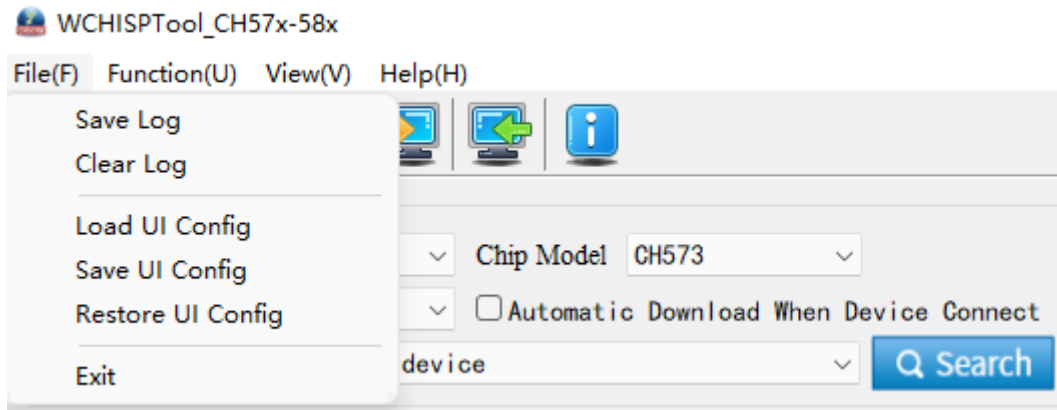 WCHISPTool_CH57x-58x
File(F) Function(U) View(V) Help(H)
Save Log
Clear Log
Load UI Config
Save UI Config
Restore UI Config
Exit
Chip Model CH573
Automatic Download When Device Connect
device
Search